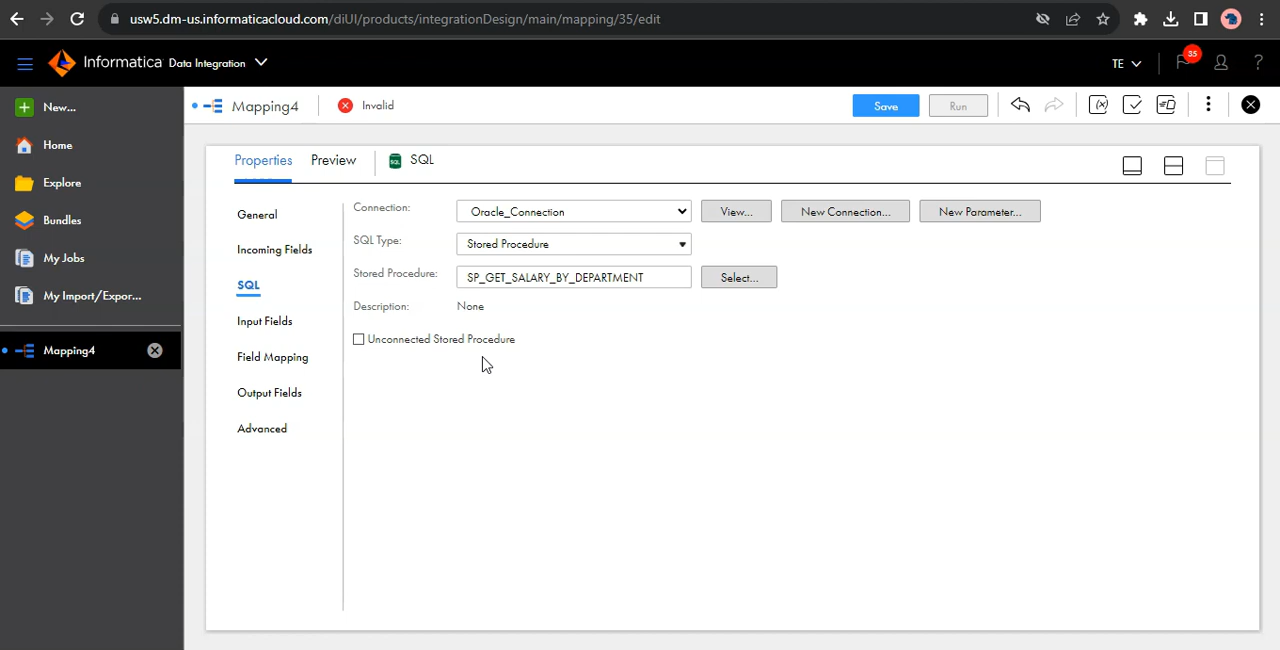 usw5.dm-us.informaticacloud.com/diUI/products/integrationDesign/main/mapping/35/edit
Informatica Data Integration
TE
35
?
New...
Mapping4
Invalid
Save
Run
Home
Explore
Bundles
My Jobs
My Import/Expor...
Mapping4
Properties
Preview
SQL
SQL
General
Incoming Fields
SQL
Input Fields
Field Mapping
Output Fields
Advanced
Connection:
Oracle_Connection
View...
New Connection...
New Parameter...
SQL Type:
Stored Procedure
Stored Procedure:
SP_GET_SALARY_BY_DEPARTMENT
Select...
Description:
None
Unconnected Stored Procedure